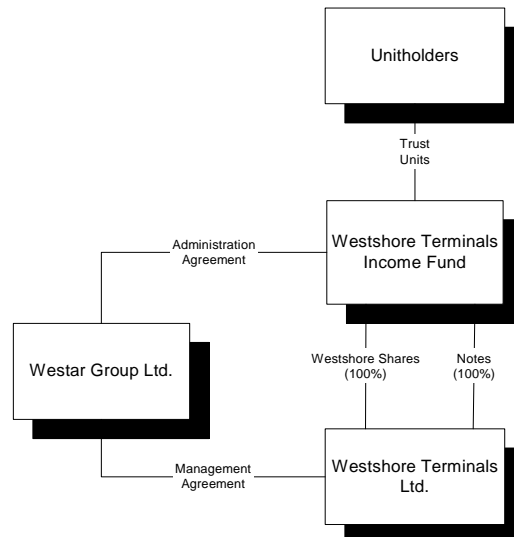 Unitholders
Trust
Units
Westshore Terminals
Income Fund
Administration
Agreement
Westar Group Ltd.
Westshore Shares
(100%)
Notes
(100%)
Management
Agreement
Westshore Terminals
Ltd.